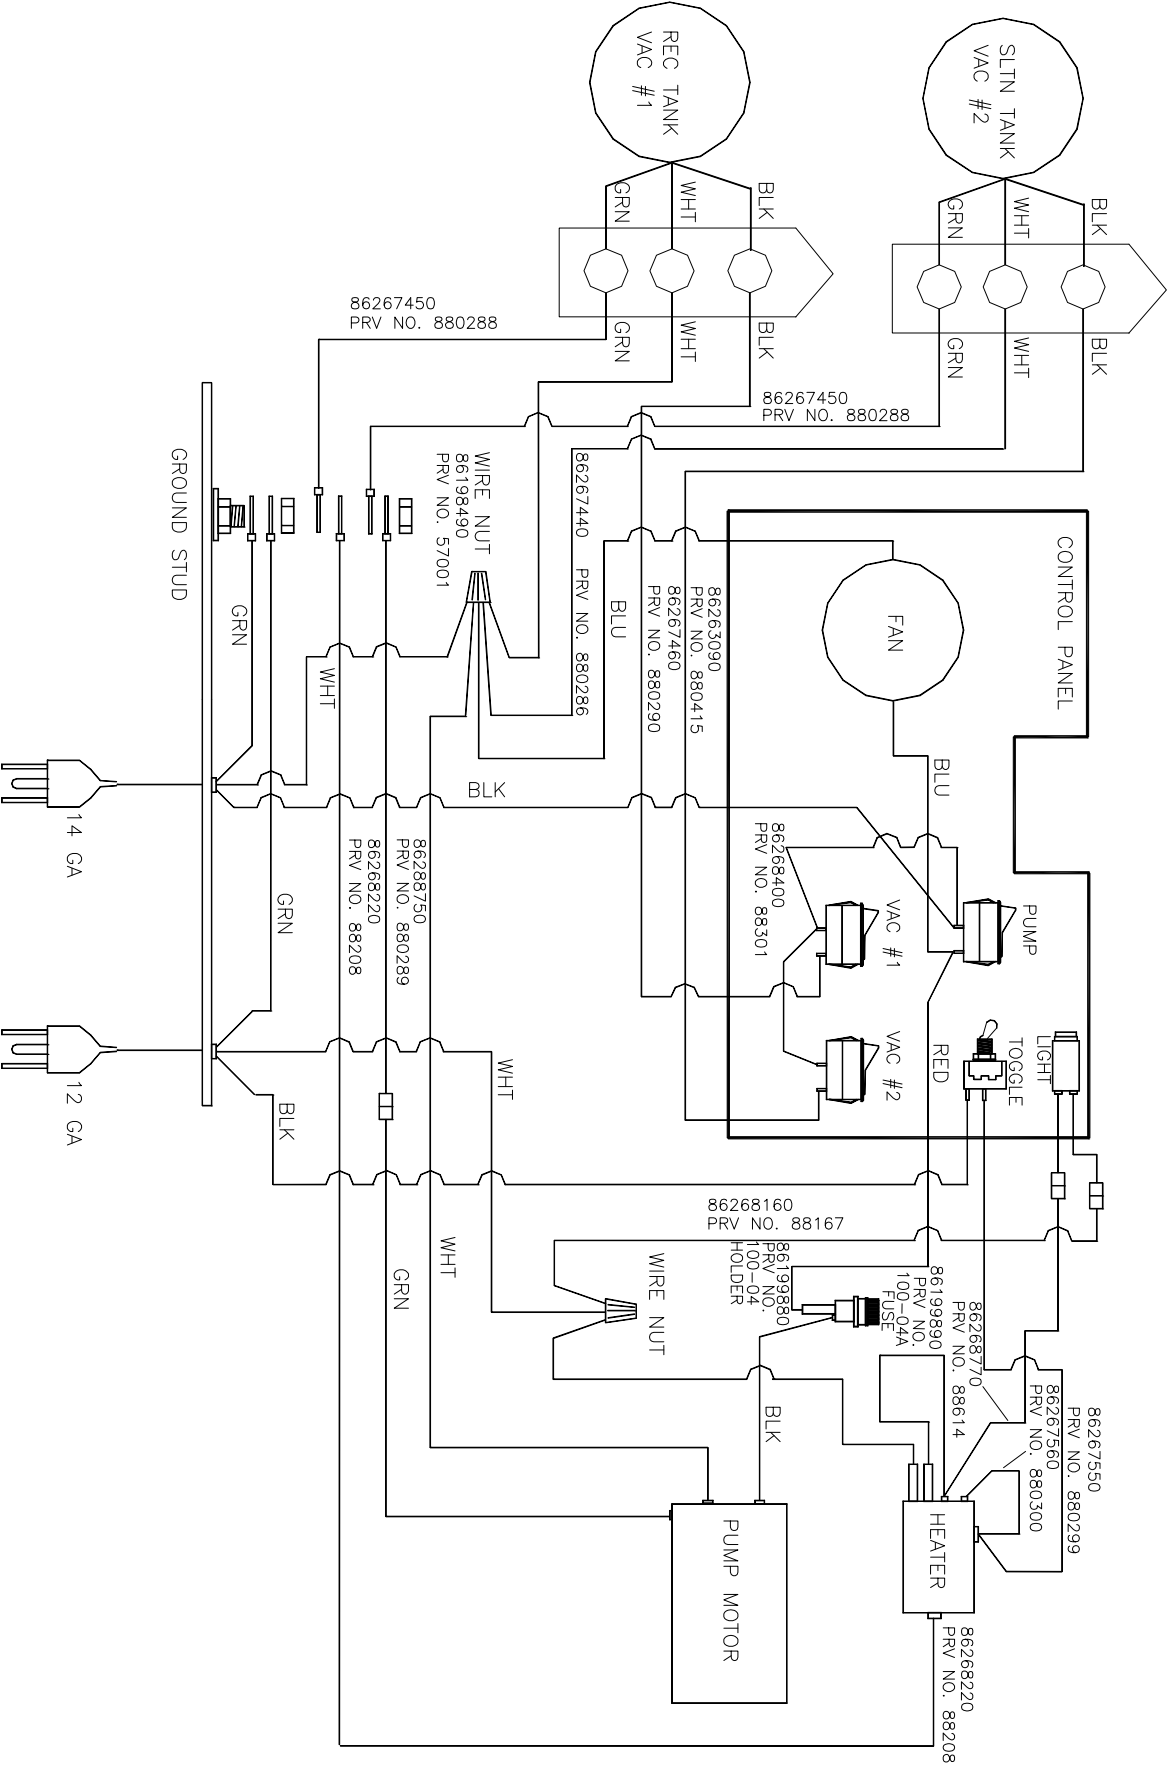 REC TANK
VAC #1
SLTN TANK
VAC #2
GRN
WHT
BLK
GRN
WHT
BLK
GRN
WHT
BLK
GRN
WHT
BLK
86267450
PRV NO. 880288
86267450
PRV NO. 880288
GROUND STUD
WIRE NUT
86198490
PRV NO. 57001
86267440 PRV NO. 880286
BLU
86267460
PRV NO. 880290
86263090
PRV NO. 880415
CONTROL PANEL
FAN
GRN
WHT
BLK
BLU
14 GA
86268220
PRV NO. 88208
86288750
PRV NO. 880289
86268400
PRV NO. 88301
VAC #1
PUMP
GRN
12 GA
BLK
WHT
VAC #2
RED
TOGGLE
LIGHT
86268160
PRV NO. 88167
WHT
GRN
WIRE NUT
86199880
PRV NO.
100-04
HOLDER
86199890
PRV NO.
100-04A
FUSE
86268770
PRV NO. 88614
86267560
PRV NO. 880300
86267550
PRV NO. 880299
BLK
PUMP MOTOR
HEATER
86268220
PRV NO. 88208